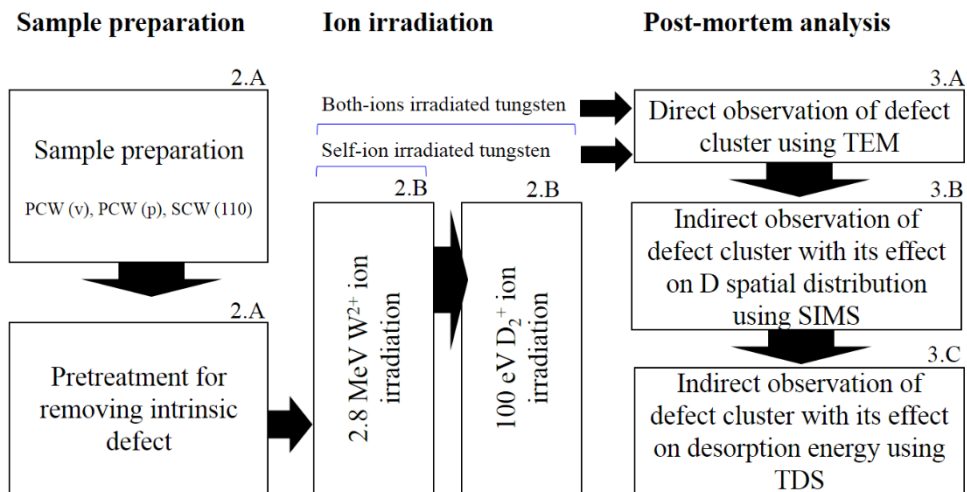 Sample preparation
2.A
Sample preparation
PCW (v), PCW (p), SCW (110)
2.A
Pretreatment for
removing intrinsic
defect
Ion irradiation
Both-ions irradiated tungsten
Self-ion irradiated tungsten
2.B
2.8 MeV W²⁺ ion
irradiation
2.B
100 eV D₂⁺ ion
irradiation
Post-mortem analysis
3.A
Direct observation of defect
cluster using TEM
3.B
Indirect observation of
defect cluster with its effect
on D spatial distribution
using SIMS
3.C
Indirect observation of
defect cluster with its effect
on desorption energy using
TDS